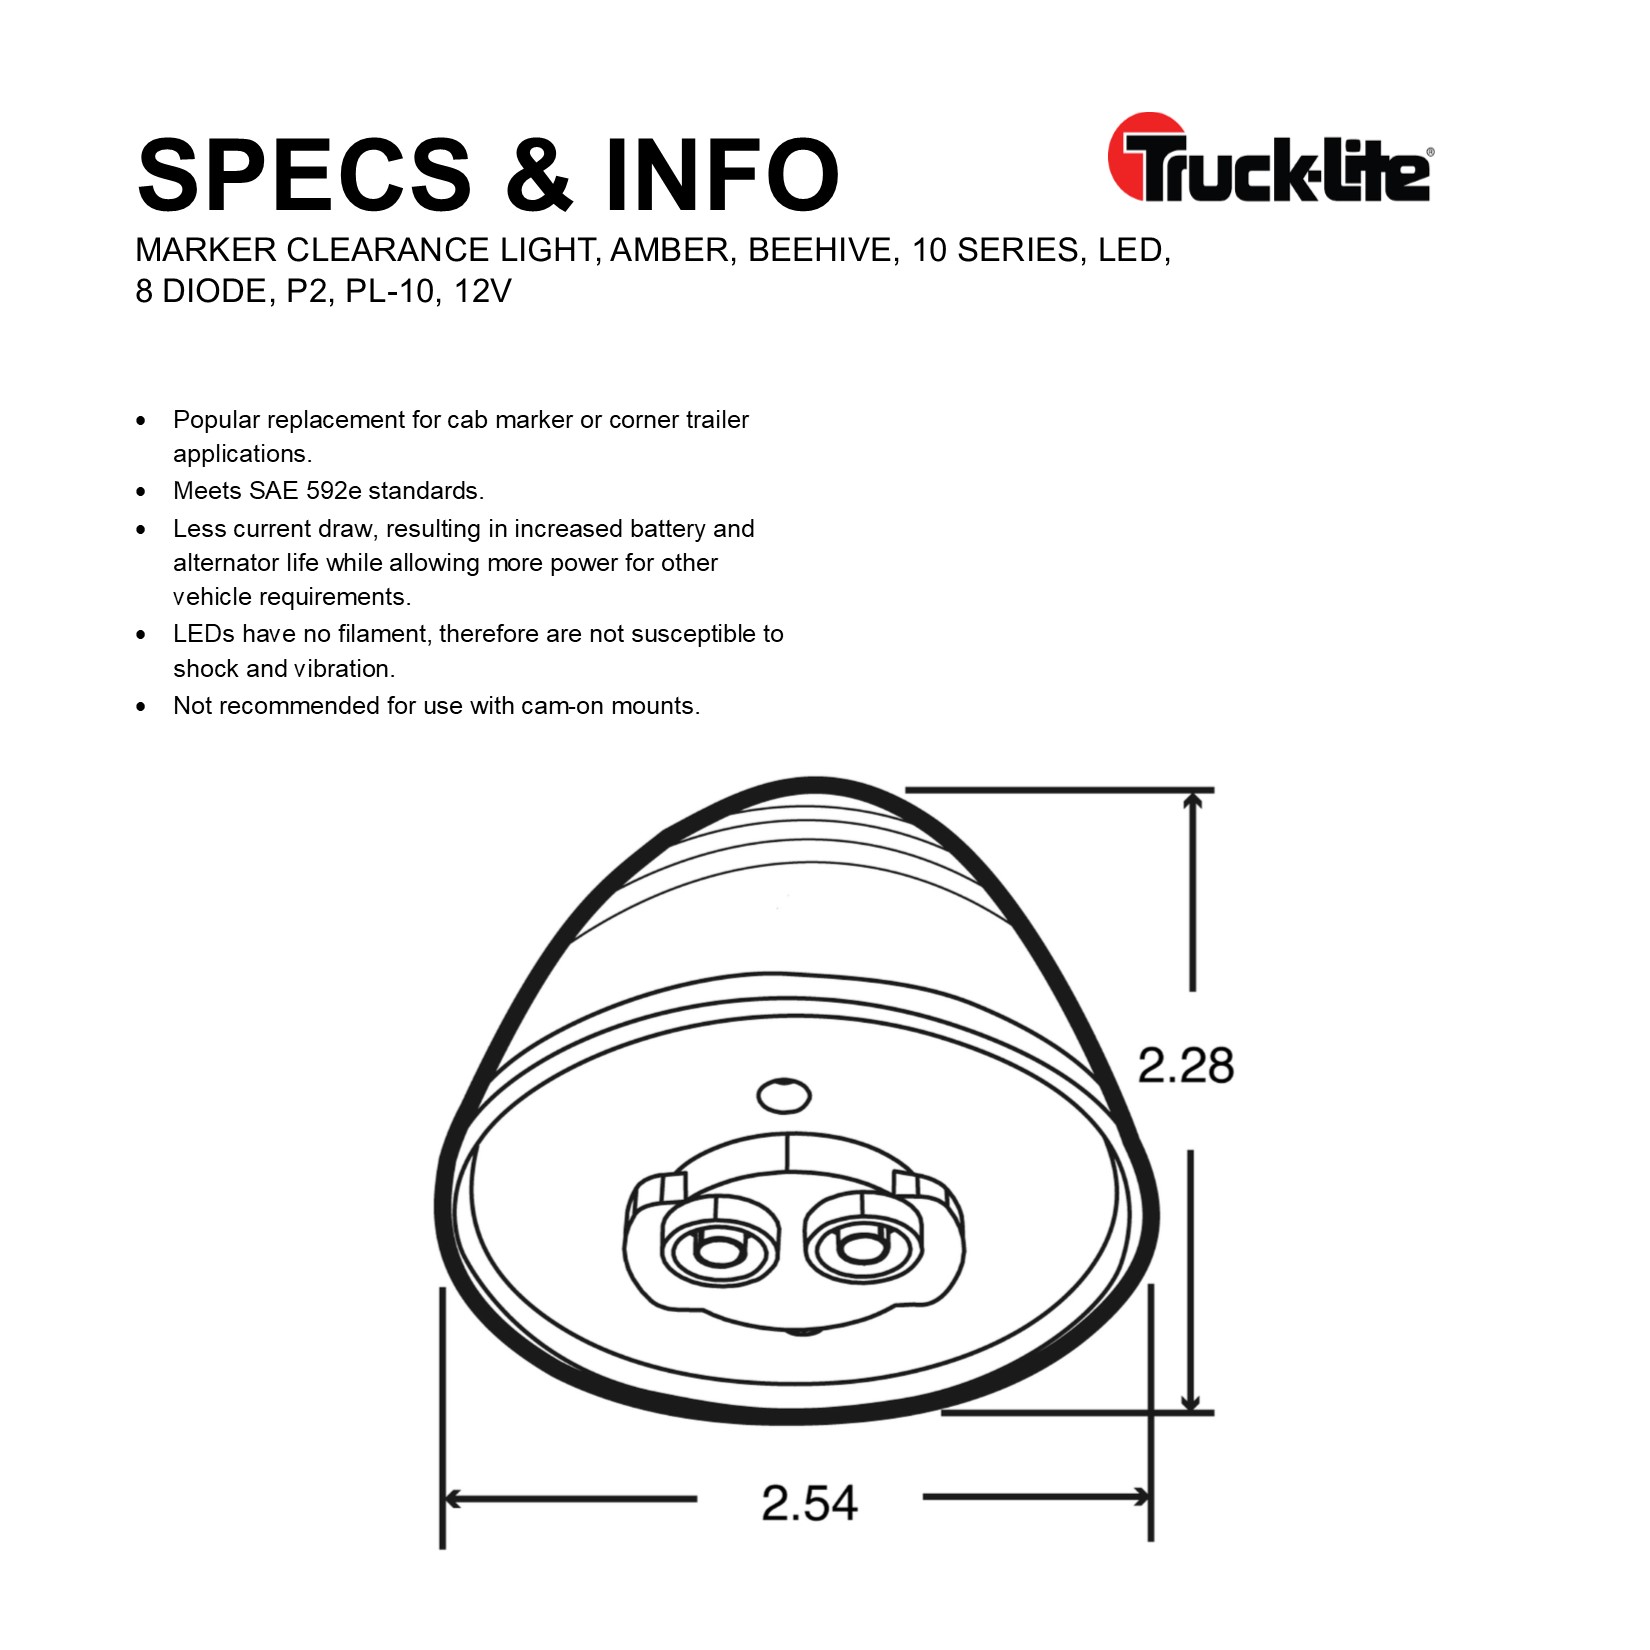 SPECS & INFO
Truck-Lite®
MARKER CLEARANCE LIGHT, AMBER, BEEHIVE, 10 SERIES, LED,
8 DIODE, P2, PL-10, 12V
• Popular replacement for cab marker or corner trailer
applications.
• Meets SAE 592e standards.
• Less current draw, resulting in increased battery and
alternator life while allowing more power for other
vehicle requirements.
• LEDs have no filament, therefore are not susceptible to
shock and vibration.
• Not recommended for use with cam-on mounts.
2.28
2.54